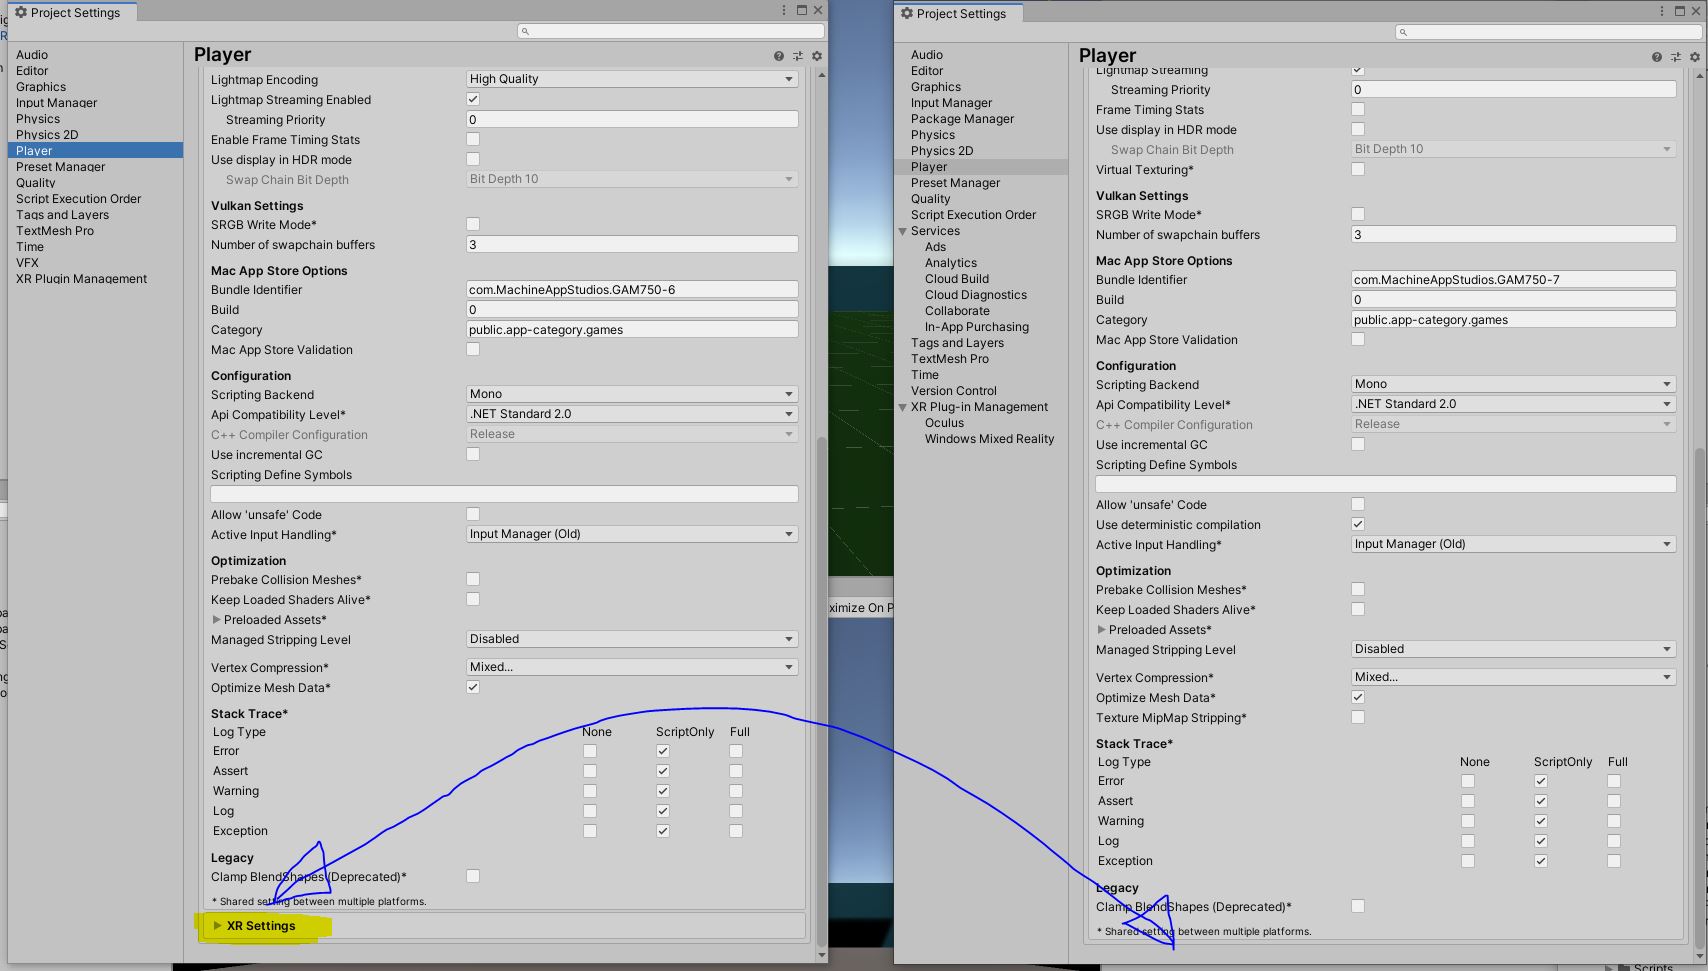 Project Settings
Audio
Editor
Graphics
Input Manager
Physics
Physics 2D
Player
Preset Manager
Quality
Script Execution Order
Tags and Layers
TextMesh Pro
Time
VFX
XR Plugin Management
Player
Lightmap Encoding High Quality
Lightmap Streaming Enabled
Streaming Priority 0
Enable Frame Timing Stats
Use display in HDR mode
Swap Chain Bit Depth Bit Depth 10
Vulkan Settings
SRGB Write Mode*
Number of swapchain buffers 3
Mac App Store Options
Bundle Identifier com.MachineAppStudios.GAM750-6
Build 0
Category public.app-category.games
Mac App Store Validation
Configuration
Scripting Backend Mono
Api Compatibility Level* .NET Standard 2.0
C++ Compiler Configuration Release
Use incremental GC
Scripting Define Symbols
Allow 'unsafe' Code
Active Input Handling* Input Manager (Old)
Optimization
Prebake Collision Meshes*
Keep Loaded Shaders Alive*
Preloaded Assets*
Managed Stripping Level Disabled
Vertex Compression* Mixed...
Optimize Mesh Data*
Stack Trace*
Log Type None ScriptOnly Full
Error
Assert
Warning
Log
Exception
Legacy
Clamp BlendShapes (Deprecated)*
* Shared setting between multiple platforms.
XR Settings
ximize On P
Project Settings
Audio
Editor
Graphics
Input Manager
Package Manager
Physics
Physics 2D
Player
Preset Manager
Quality
Script Execution Order
Services
Ads
Analytics
Cloud Build
Cloud Diagnostics
Collaborate
In-App Purchasing
Tags and Layers
TextMesh Pro
Time
Version Control
XR Plug-in Management
Oculus
Windows Mixed Reality
Player
Lightmap Streaming
Streaming Priority 0
Frame Timing Stats
Use display in HDR mode
Swap Chain Bit Depth Bit Depth 10
Virtual Texturing*
Vulkan Settings
SRGB Write Mode*
Number of swapchain buffers 3
Mac App Store Options
Bundle Identifier com.MachineAppStudios.GAM750-7
Build 0
Category public.app-category.games
Mac App Store Validation
Configuration
Scripting Backend Mono
Api Compatibility Level* .NET Standard 2.0
C++ Compiler Configuration Release
Use incremental GC
Scripting Define Symbols
Allow 'unsafe' Code
Use deterministic compilation
Active Input Handling* Input Manager (Old)
Optimization
Prebake Collision Meshes*
Keep Loaded Shaders Alive*
Preloaded Assets*
Managed Stripping Level Disabled
Vertex Compression* Mixed...
Optimize Mesh Data*
Texture MipMap Stripping*
Stack Trace*
Log Type None ScriptOnly Full
Error
Assert
Warning
Log
Exception
Legacy
Clamp BlendShapes (Deprecated)*
* Shared setting between multiple platforms.
Scripts